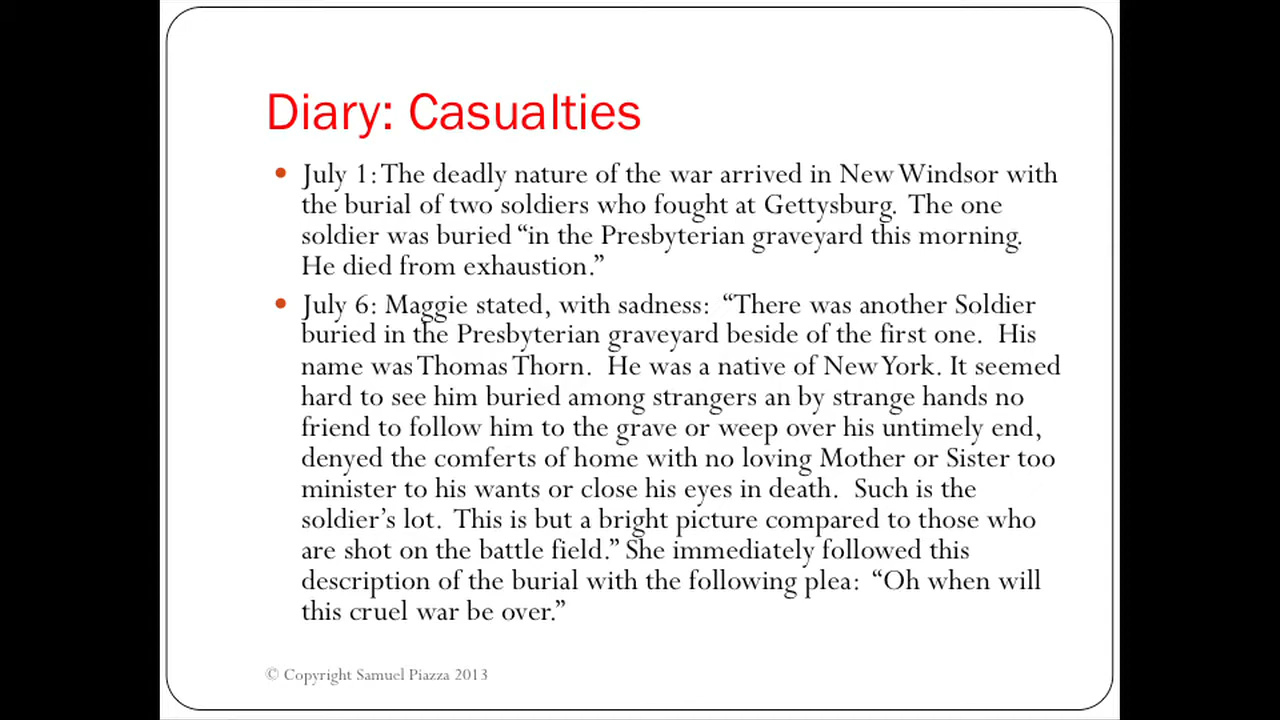 Diary: Casualties
• July 1: The deadly nature of the war arrived in New Windsor with
the burial of two soldiers who fought at Gettysburg. The one
soldier was buried “in the Presbyterian graveyard this morning.
He died from exhaustion.”
• July 6: Maggie stated, with sadness: “There was another Soldier
buried in the Presbyterian graveyard beside of the first one. His
name was Thomas Thorn. He was a native of New York. It seemed
hard to see him buried among strangers an by strange hands no
friend to follow him to the grave or weep over his untimely end,
denyed the comferts of home with no loving Mother or Sister too
minister to his wants or close his eyes in death. Such is the
soldier’s lot. This is but a bright picture compared to those who
are shot on the battle field.” She immediately followed this
description of the burial with the following plea: “Oh when will
this cruel war be over.”
© Copyright Samuel Piazza 2013